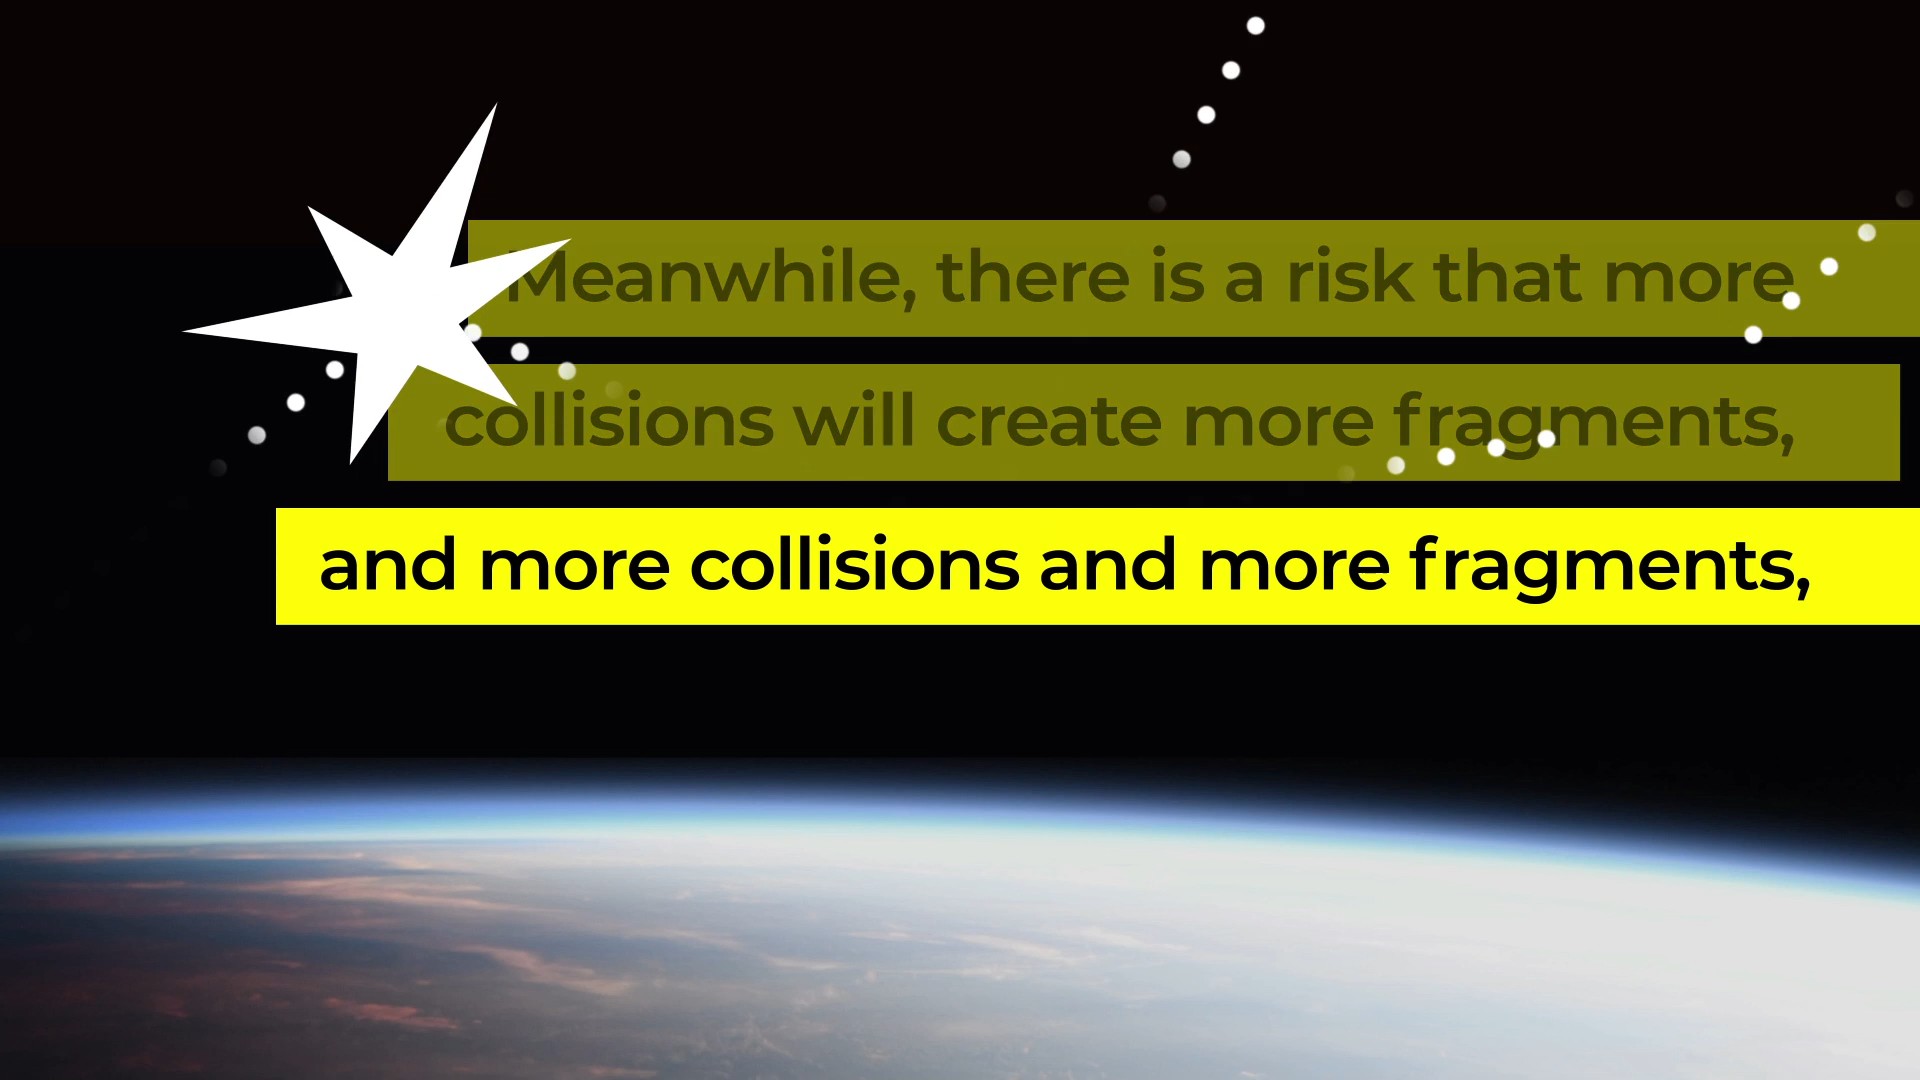 Meanwhile, there is a risk that more
collisions will create more fragments,
and more collisions and more fragments,